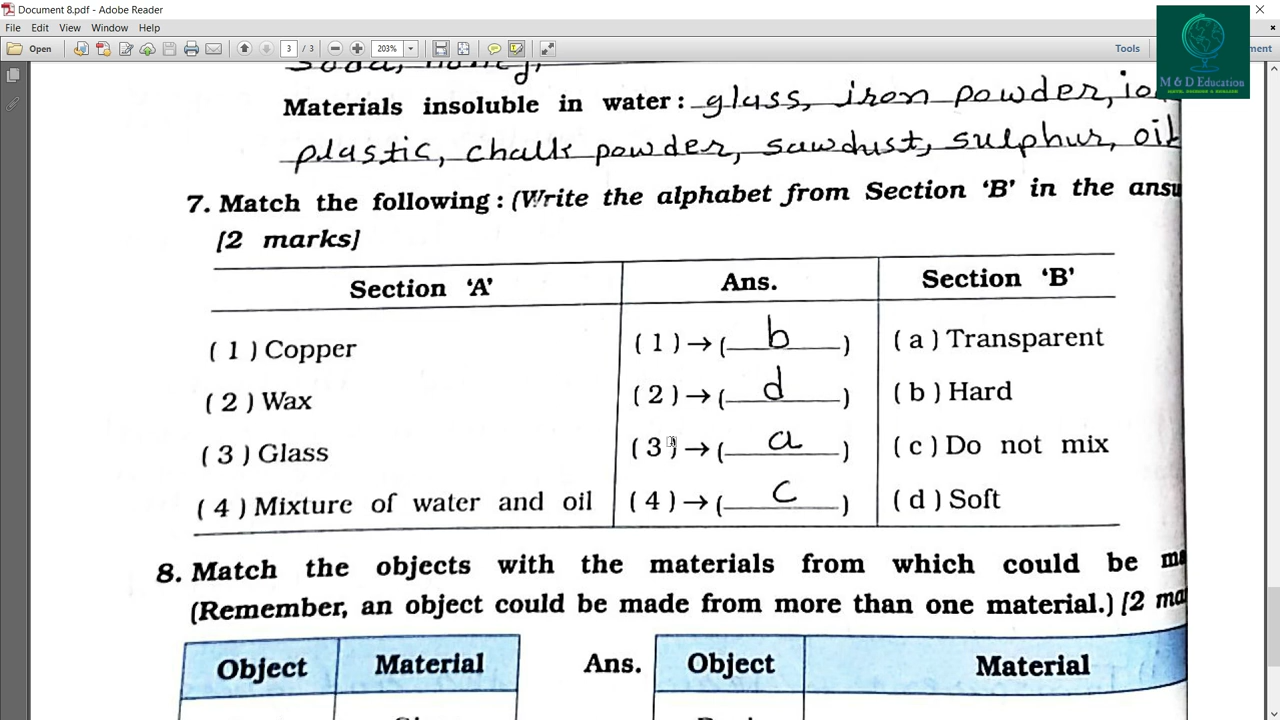 Document 8.pdf - Adobe Reader
File Edit View Window Help
Open 3 / 3 203% Tools
M & D Education
Materials insoluble in water : glass, iron powder,
plastic, chalk powder, sawdust, sulphur, oil
7. Match the following : (Write the alphabet from Section ‘B’ in the
[2 marks]
Section ‘A’ Ans. Section ‘B’
( 1 ) Copper ( 1 ) → ( b ) ( a ) Transparent
( 2 ) Wax ( 2 ) → ( d ) ( b ) Hard
( 3 ) Glass ( 3 ) → ( a ) ( c ) Do not mix
( 4 ) Mixture of water and oil ( 4 ) → ( c ) ( d ) Soft
8. Match the objects with the materials from which could be
(Remember, an object could be made from more than one material.) [2
Object Material Ans. Object Material